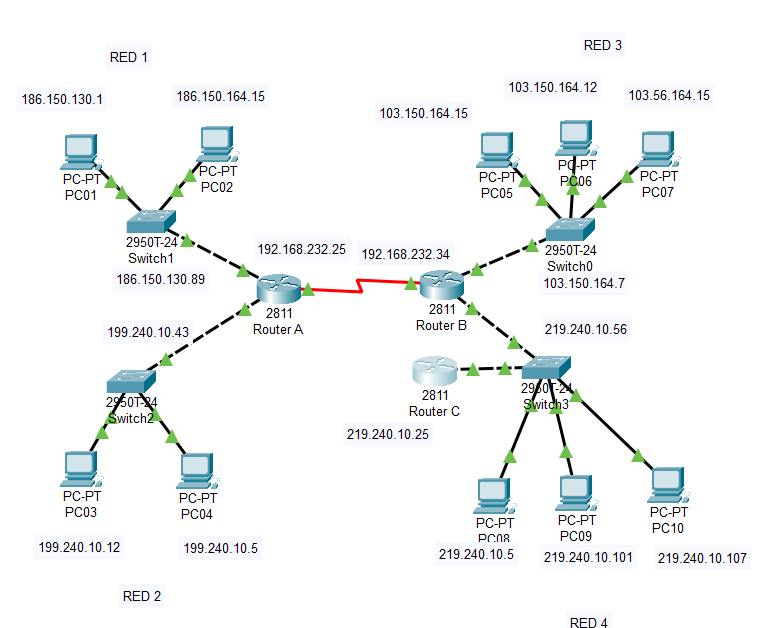 RED 1
RED 3
186.150.130.1
186.150.164.15
103.150.164.15
103.150.164.12
103.56.164.15
PC-PT
PC01
PC-PT
PC02
PC-PT
PC05
PC-PT
PC06
PC-PT
PC07
2950T-24
Switch1
2950T-24
Switch0
192.168.232.25
192.168.232.34
186.150.130.89
103.150.164.7
2811
Router A
2811
Router B
199.240.10.43
219.240.10.56
2950T-24
Switch2
2811
Router C
2950T-24
Switch3
219.240.10.25
PC-PT
PC03
PC-PT
PC04
PC-PT
PC08
PC-PT
PC09
PC-PT
PC10
199.240.10.12
199.240.10.5
219.240.10.5
219.240.10.101
219.240.10.107
RED 2
RED 4